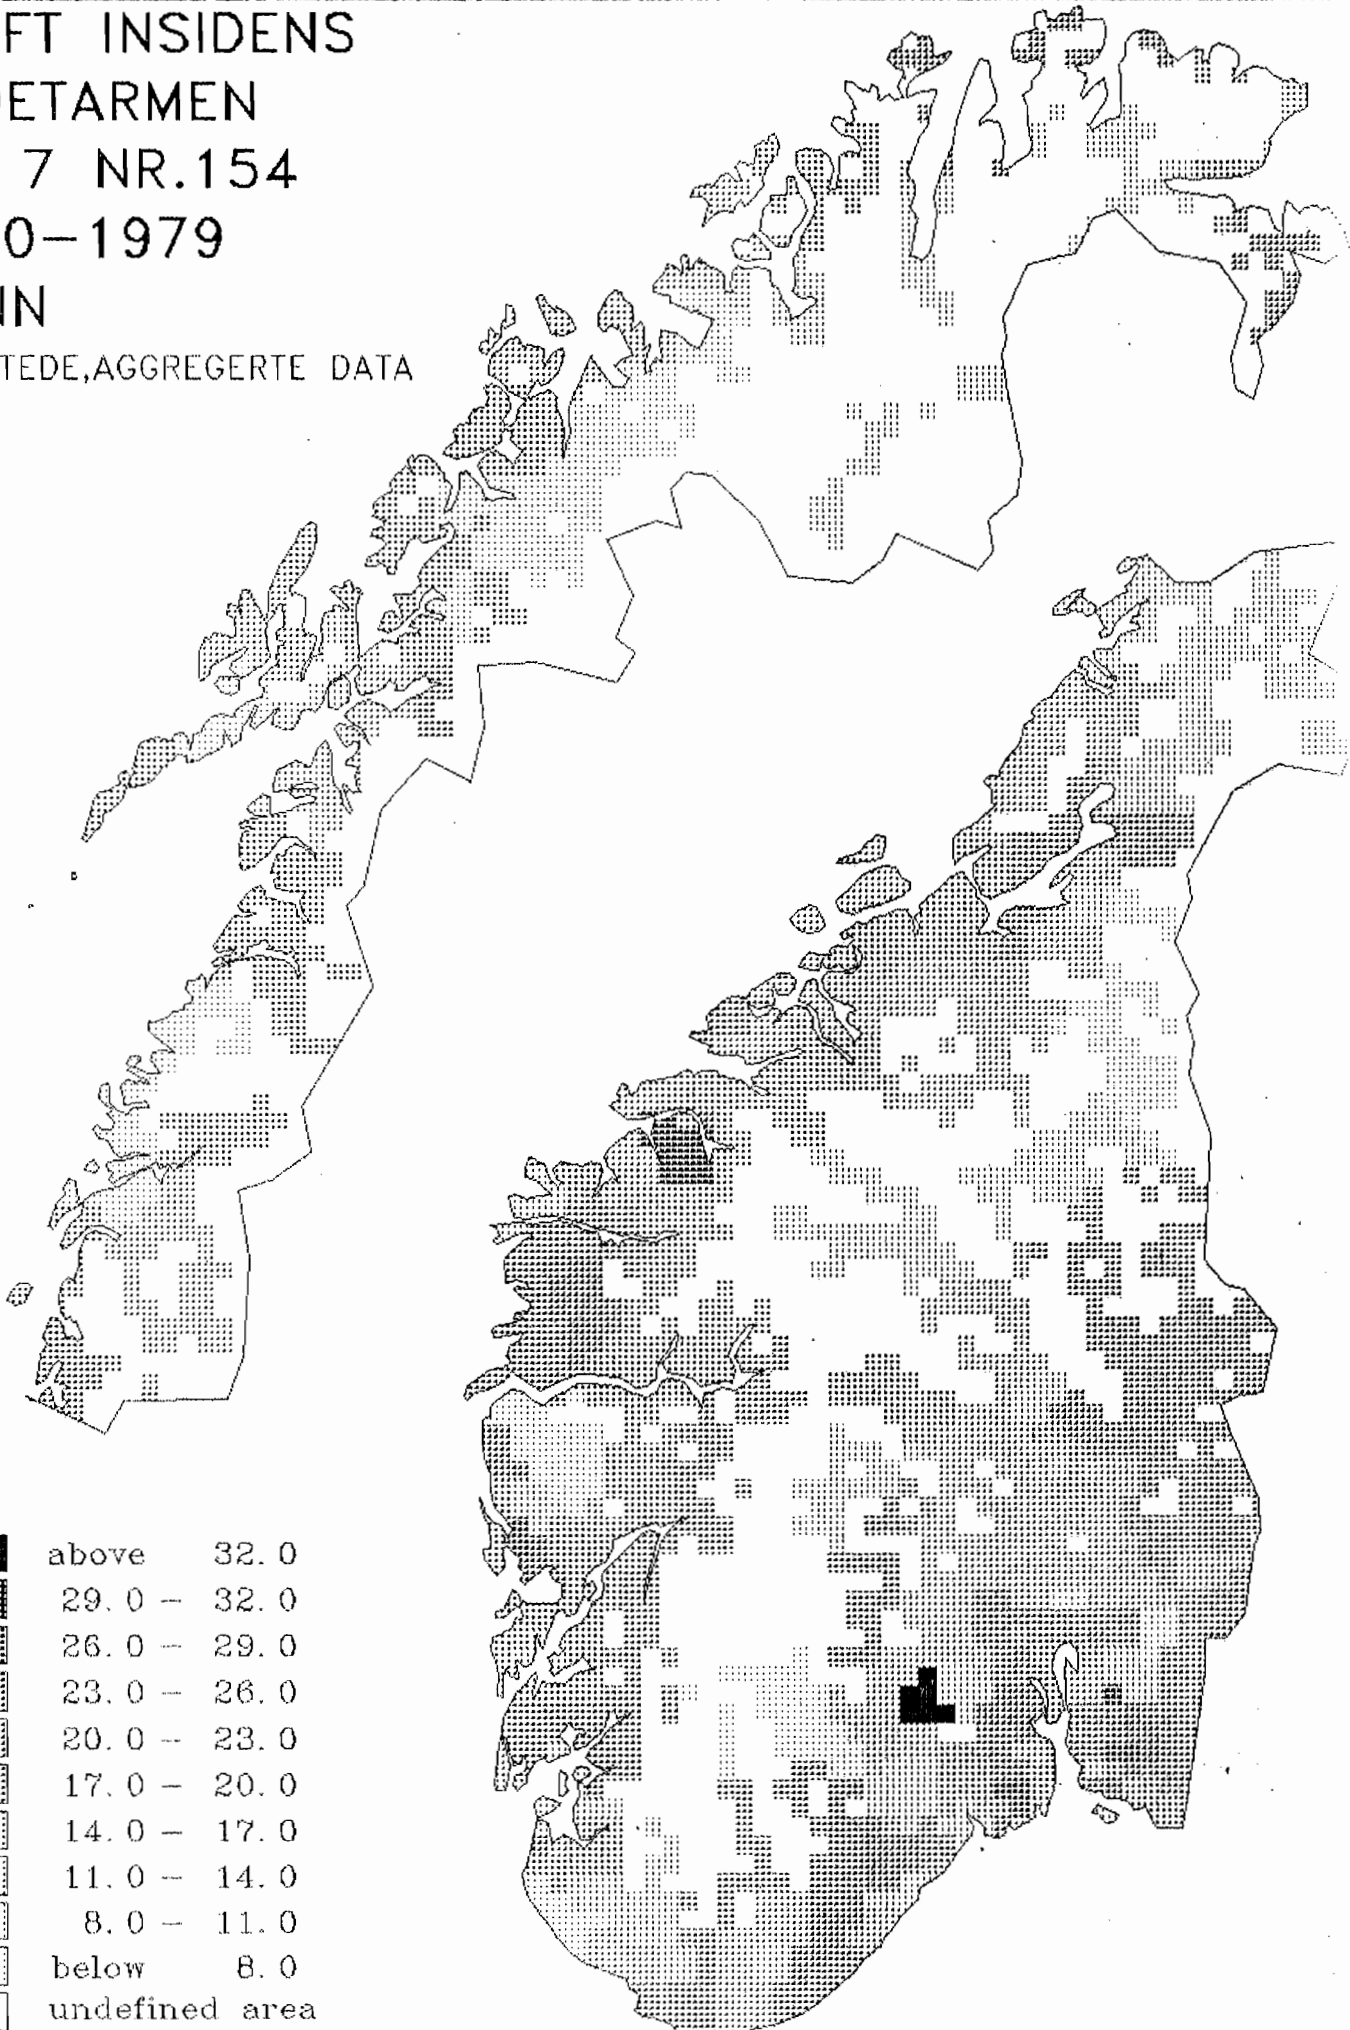 FT INSIDENS
ETARMEN
7 NR.154
0-1979
NN
TEDE,AGGREGERTE DATA
above 32.0
29.0 - 32.0
26.0 - 29.0
23.0 - 26.0
20.0 - 23.0
17.0 - 20.0
14.0 - 17.0
11.0 - 14.0
8.0 - 11.0
below 8.0
undefined area